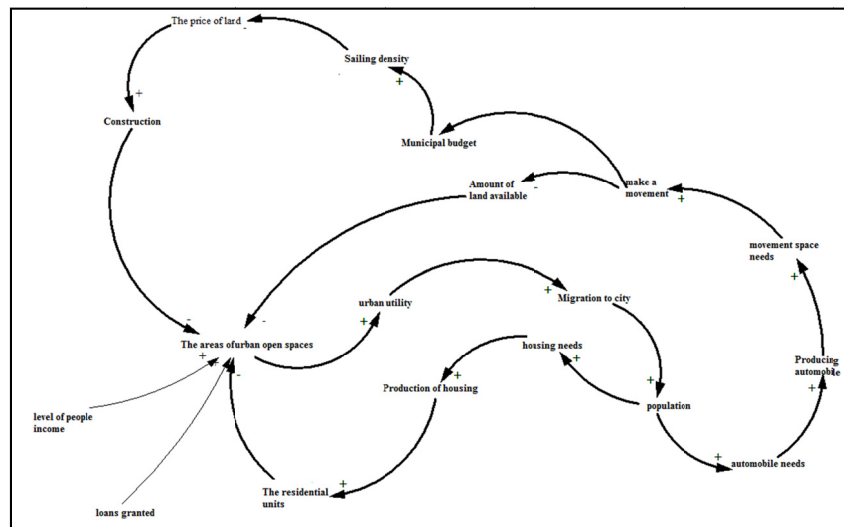 The price of lard
-
Sailing density
+
+
Construction
Municipal budget
Amount of
land available
-
make a
movement
+
movement space
needs
+
urban utility
+
+
Migration to city
-
-
The areas of urban open spaces
+
+
-
housing needs
+
Production of housing
+
Producing
automobile
+
level of people
income
+
population
+
automobile needs
The residential
units
+
loans granted